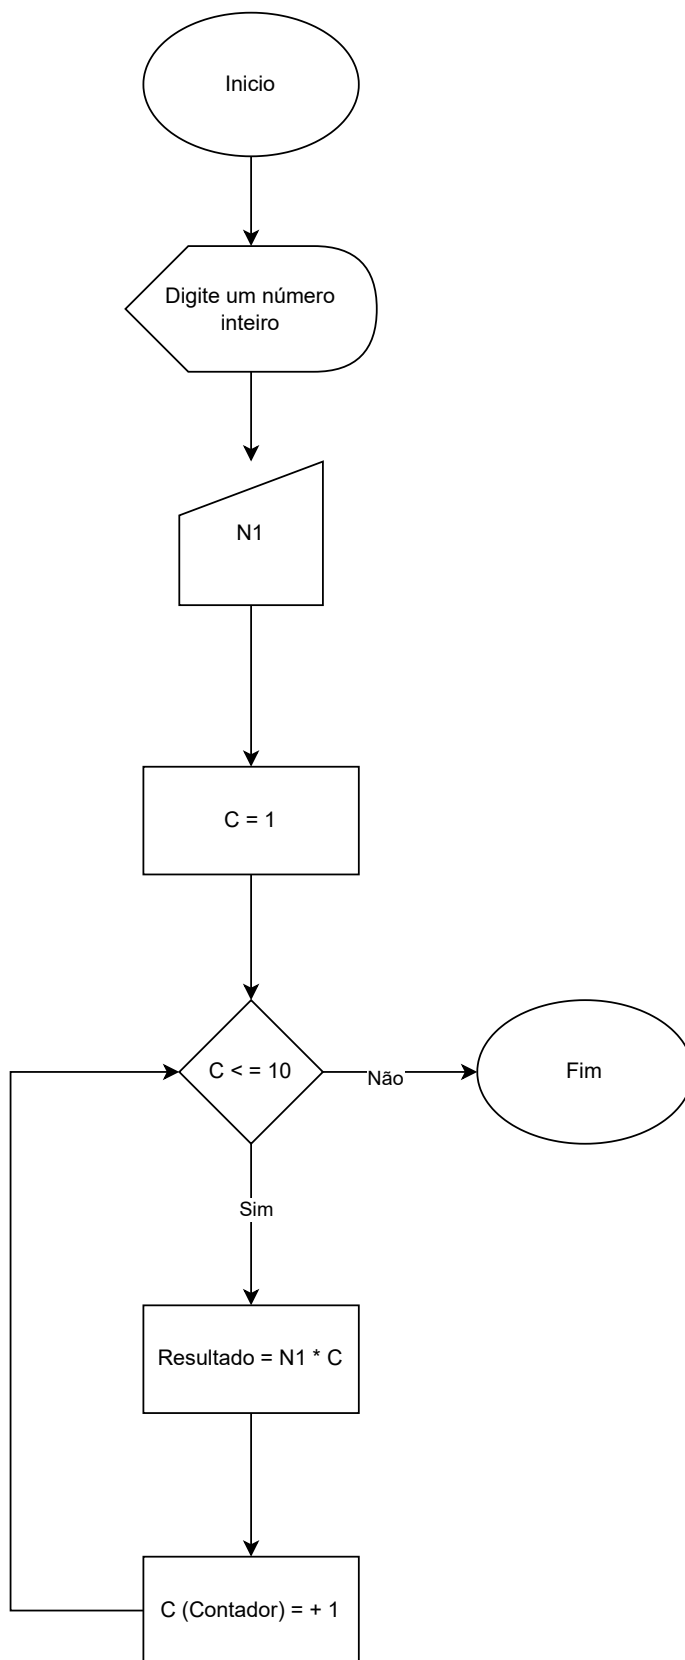 Inicio
Digite um número
inteiro
N1
C = 1
C < = 10
Não
Fim
Sim
Resultado = N1 * C
C (Contador) = + 1